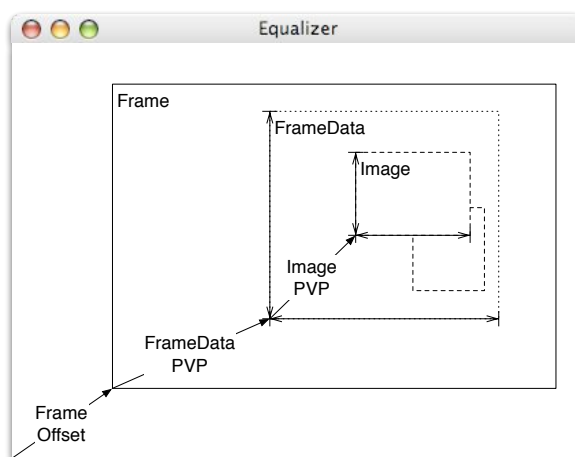 Equalizer
Frame
FrameData
Image
Image
PVP
FrameData
PVP
Frame
Offset